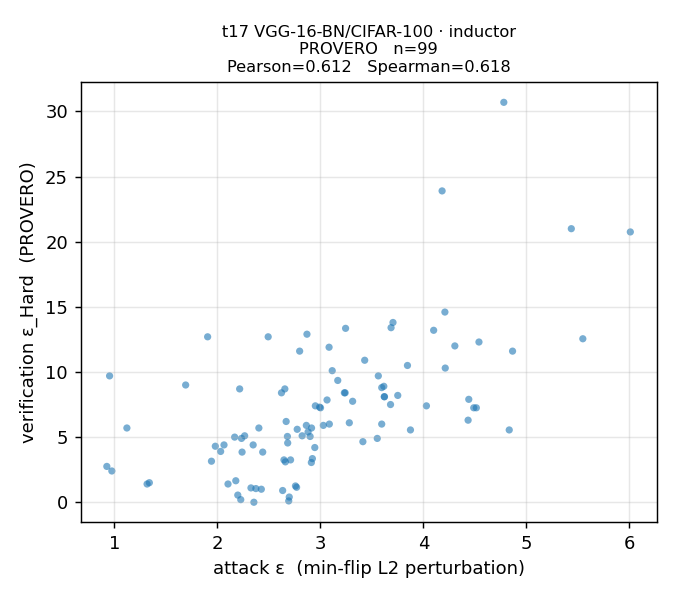 t17 VGG-16-BN/CIFAR-100 · inductor
PROVERO   n=99
Pearson=0.612   Spearman=0.618
30
25
20
15
10
5
0
verification ε_Hard  (PROVERO)
1 2 3 4 5 6
attack ε  (min-flip L2 perturbation)